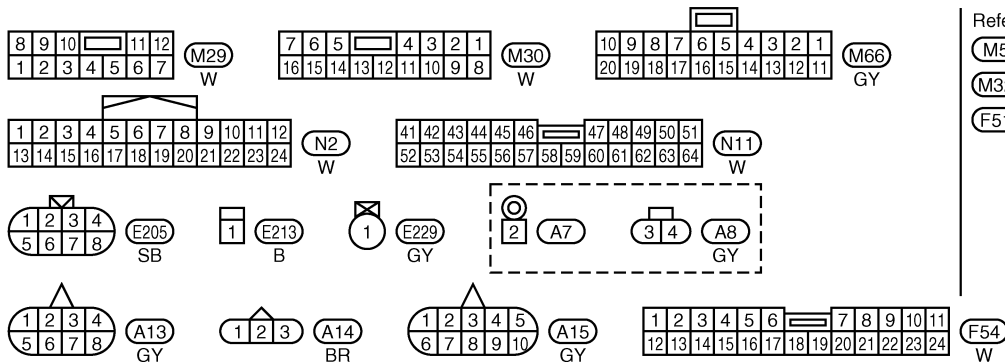 Refe
8 9 10 11 12 M29
1 2 3 4 5 6 7 W
7 6 5 4 3 2 1 M30
16 15 14 13 12 11 10 9 8 W
10 9 8 7 6 5 4 3 2 1 M66
20 19 18 17 16 15 14 13 12 11 GY
M5
M3
F51
1 2 3 4 5 6 7 8 9 10 11 12 N2
13 14 15 16 17 18 19 20 21 22 23 24 W
41 42 43 44 45 46 47 48 49 50 51 N11
52 53 54 55 56 57 58 59 60 61 62 63 64 W
1 2 3 4 E205
5 6 7 8 SB
1 E213
B
1 E229
GY
2 A7
3 4 A8
GY
1 2 3 4 A13
5 6 7 8 GY
1 2 3 A14
BR
1 2 3 4 5 A15
6 7 8 9 10 GY
1 2 3 4 5 6 7 8 9 10 11 F54
12 13 14 15 16 17 18 19 20 21 22 23 24 W